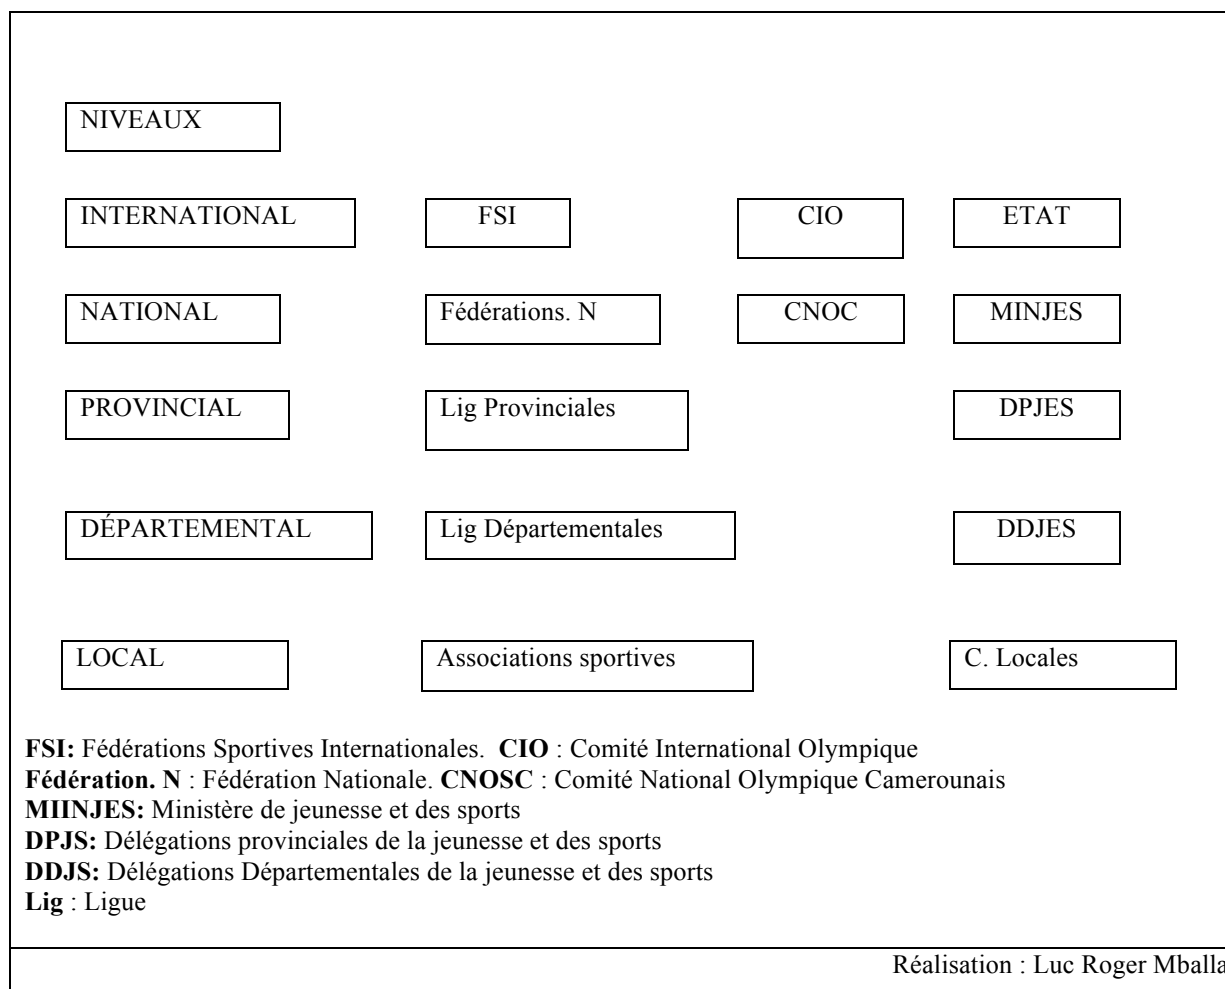 NIVEAUX
INTERNATIONAL FSI CIO ETAT
NATIONAL Fédérations. N CNOC MINJES
PROVINCIAL Lig Provinciales DPJES
DÉPARTEMENTAL Lig Départementales DDJES
LOCAL Associations sportives C. Locales
FSI: Fédérations Sportives Internationales. CIO : Comité International Olympique
Fédération. N : Fédération Nationale. CNOSC : Comité National Olympique Camerounais
MIINJES: Ministère de jeunesse et des sports
DPJS: Délégations provinciales de la jeunesse et des sports
DDJS: Délégations Départementales de la jeunesse et des sports
Lig : Ligue
Réalisation : Luc Roger Mballa